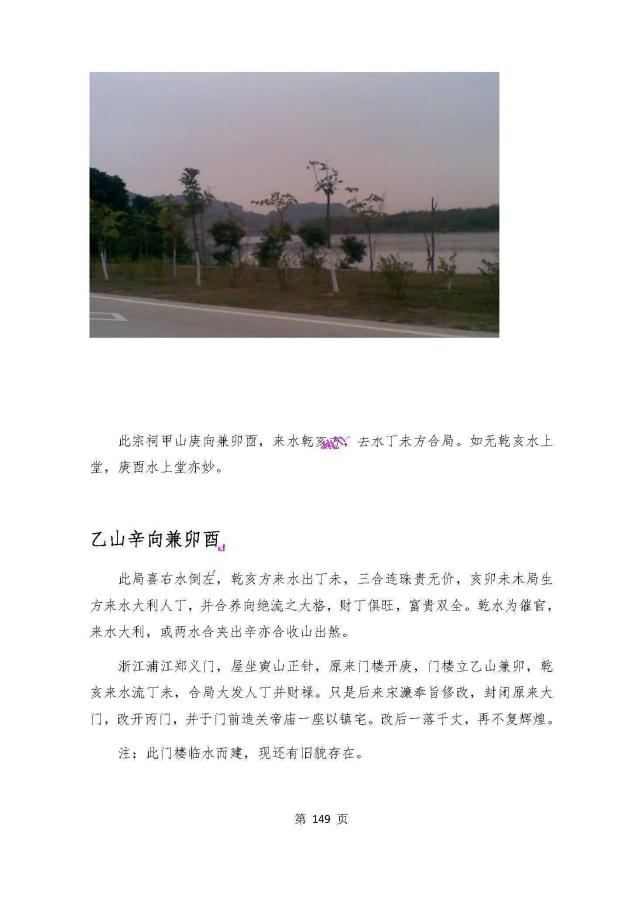 此宗祠甲山庚向兼卯酉，来水乾亥方，去水丁未方合局。如无乾亥水上
堂，庚酉水上堂亦妙。
乙山辛向兼卯酉
此局喜右水倒左，乾亥方来水出丁未，三合连珠贵无价，亥卯未木局生
方来水大利人丁，并合养向绝流之大格，财丁俱旺，富贵双全。乾水为催官，
来水大利，或两水合夹出辛亦合收山出煞。
浙江浦江郑义门，屋坐寅山正针，原来门楼开庚，门楼立乙山兼卯，乾
亥来水流丁未，合局大发人丁并财禄。只是后来宋濂奉旨修改，封闭原来大
门，改开丙门，并于门前造关帝庙一座以镇宅。改后一落千丈，再不复辉煌。
注：此门楼临水而建，现还有旧貌存在。
第 149 页